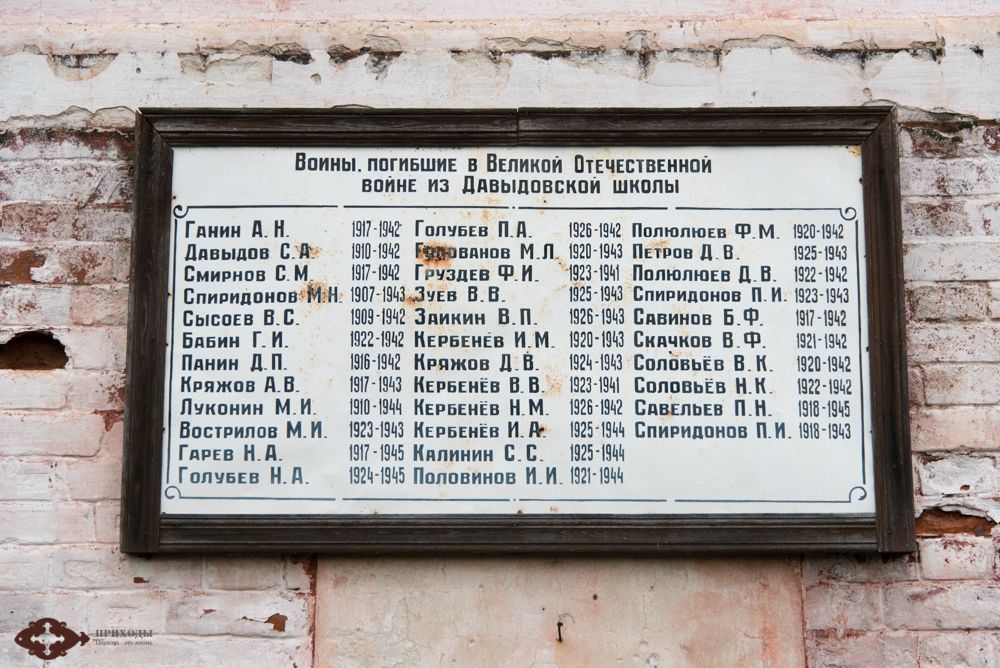 Воины, погибшие в Великой Отечественной
войне из Давыдовской школы
Ганин А.Н. 1917-1942
Давыдов С.А. 1910-1942
Смирнов С.М. 1917-1942
Спиридонов М.Н. 1907-1943
Сысоев В.С. 1909-1942
Бабин Г.И. 1922-1942
Панин Д.П. 1916-1942
Кряжов А.В. 1917-1943
Луконин М.И. 1910-1944
Вострилов М.И. 1923-1943
Гарев Н.А. 1917-1945
Голубев Н.А. 1924-1945
Голубев П.А. 1926-1942
Голованов М.Л. 1920-1943
Груздев Ф.И. 1923-1941
Зуев В.В. 1925-1943
Заикин В.П. 1926-1943
Кербенёв И.М. 1920-1943
Кряжов Д.В. 1924-1943
Кербенёв В.В. 1923-1941
Кербенёв Н.М. 1926-1942
Кербенёв И.А. 1925-1944
Калинин С.С. 1925-1944
Половинов И.И. 1921-1944
Полюлюев Ф.М. 1920-1942
Петров Д.В. 1925-1943
Полюлюев Д.В. 1922-1942
Спиридонов П.И. 1923-1943
Савинов Б.Ф. 1917-1942
Скачков В.Ф. 1921-1942
Соловьёв В.К. 1920-1942
Соловьёв Н.К. 1922-1942
Савельев П.Н. 1918-1945
Спиридонов П.И. 1918-1943
ПРИХОДЫ
Церковь - это жизнь